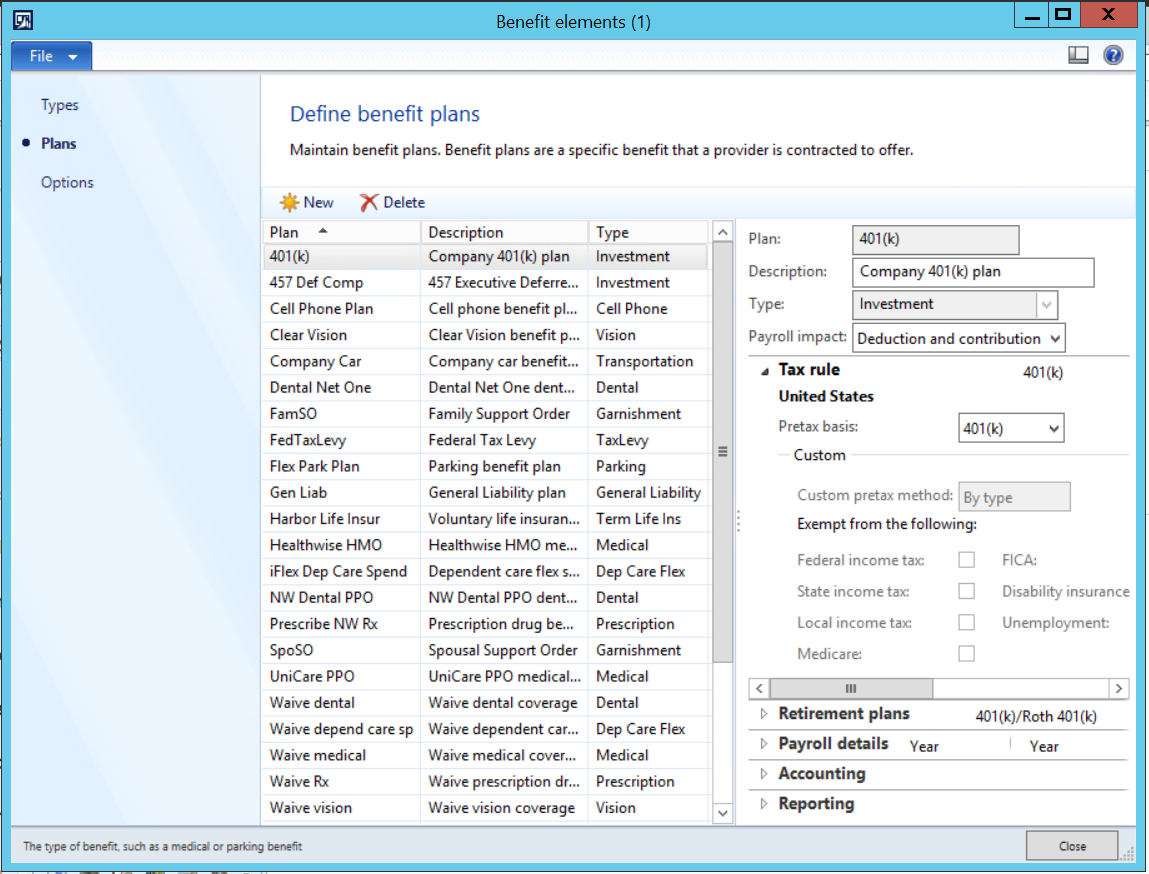 Benefit elements (1)
File
Types
Plans
Options
Define benefit plans
Maintain benefit plans. Benefit plans are a specific benefit that a provider is contracted to offer.
New Delete
Plan Description Type
401(k) Company 401(k) plan Investment
457 Def Comp 457 Executive Deferre... Investment
Cell Phone Plan Cell phone benefit pl... Cell Phone
Clear Vision Clear Vision benefit p... Vision
Company Car Company car benefit... Transportation
Dental Net One Dental Net One dent... Dental
FamSO Family Support Order Garnishment
FedTaxLevy Federal Tax Levy TaxLevy
Flex Park Plan Parking benefit plan Parking
Gen Liab General Liability plan General Liability
Harbor Life Insur Voluntary life insuran... Term Life Ins
Healthwise HMO Healthwise HMO me... Medical
iFlex Dep Care Spend Dependent care flex s... Dep Care Flex
NW Dental PPO NW Dental PPO dent... Dental
Prescribe NW Rx Prescription drug be... Prescription
SpoSO Spousal Support Order Garnishment
UniCare PPO UniCare PPO medical... Medical
Waive dental Waive dental coverage Dental
Waive depend care sp Waive dependent car... Dep Care Flex
Waive medical Waive medical cover... Medical
Waive Rx Waive prescription dr... Prescription
Waive vision Waive vision coverage Vision
Plan: 401(k)
Description: Company 401(k) plan
Type: Investment
Payroll impact: Deduction and contribution
Tax rule 401(k)
United States
Pretax basis: 401(k)
Custom
Custom pretax method: By type
Exempt from the following:
Federal income tax: FICA:
State income tax: Disability insurance
Local income tax: Unemployment:
Medicare:
Retirement plans 401(k)/Roth 401(k)
Payroll details Year Year
Accounting
Reporting
The type of benefit, such as a medical or parking benefit
Close